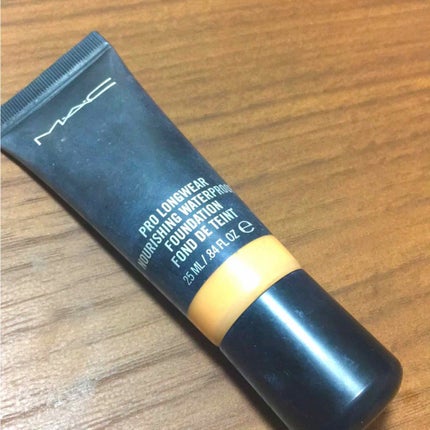 MAC
PRO LONGWEAR
NOURISHING WATERPROOF
FOUNDATION
FOND DE TEINT
25 ML/.84 FL OZ ℮